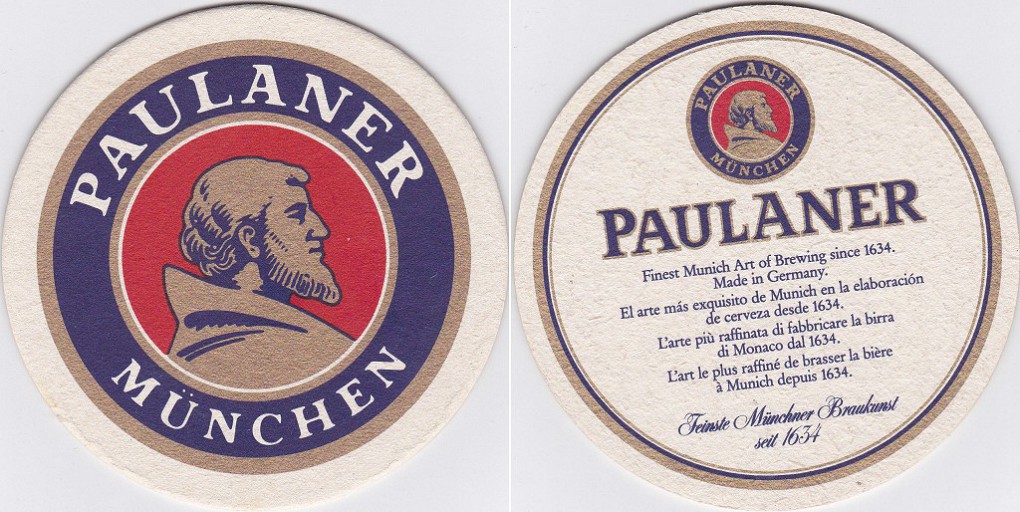 PAULANER
MÜNCHEN
PAULANER
MÜNCHEN
PAULANER
Finest Munich Art of Brewing since 1634.
Made in Germany.
El arte más exquisito de Munich en la elaboración
de cerveza desde 1634.
L'arte più raffinata di fabbricare la birra
di Monaco dal 1634.
L'art le plus raffiné de brasser la bière
à Munich depuis 1634.
Feinste Münchner Braukunst
seit 1634